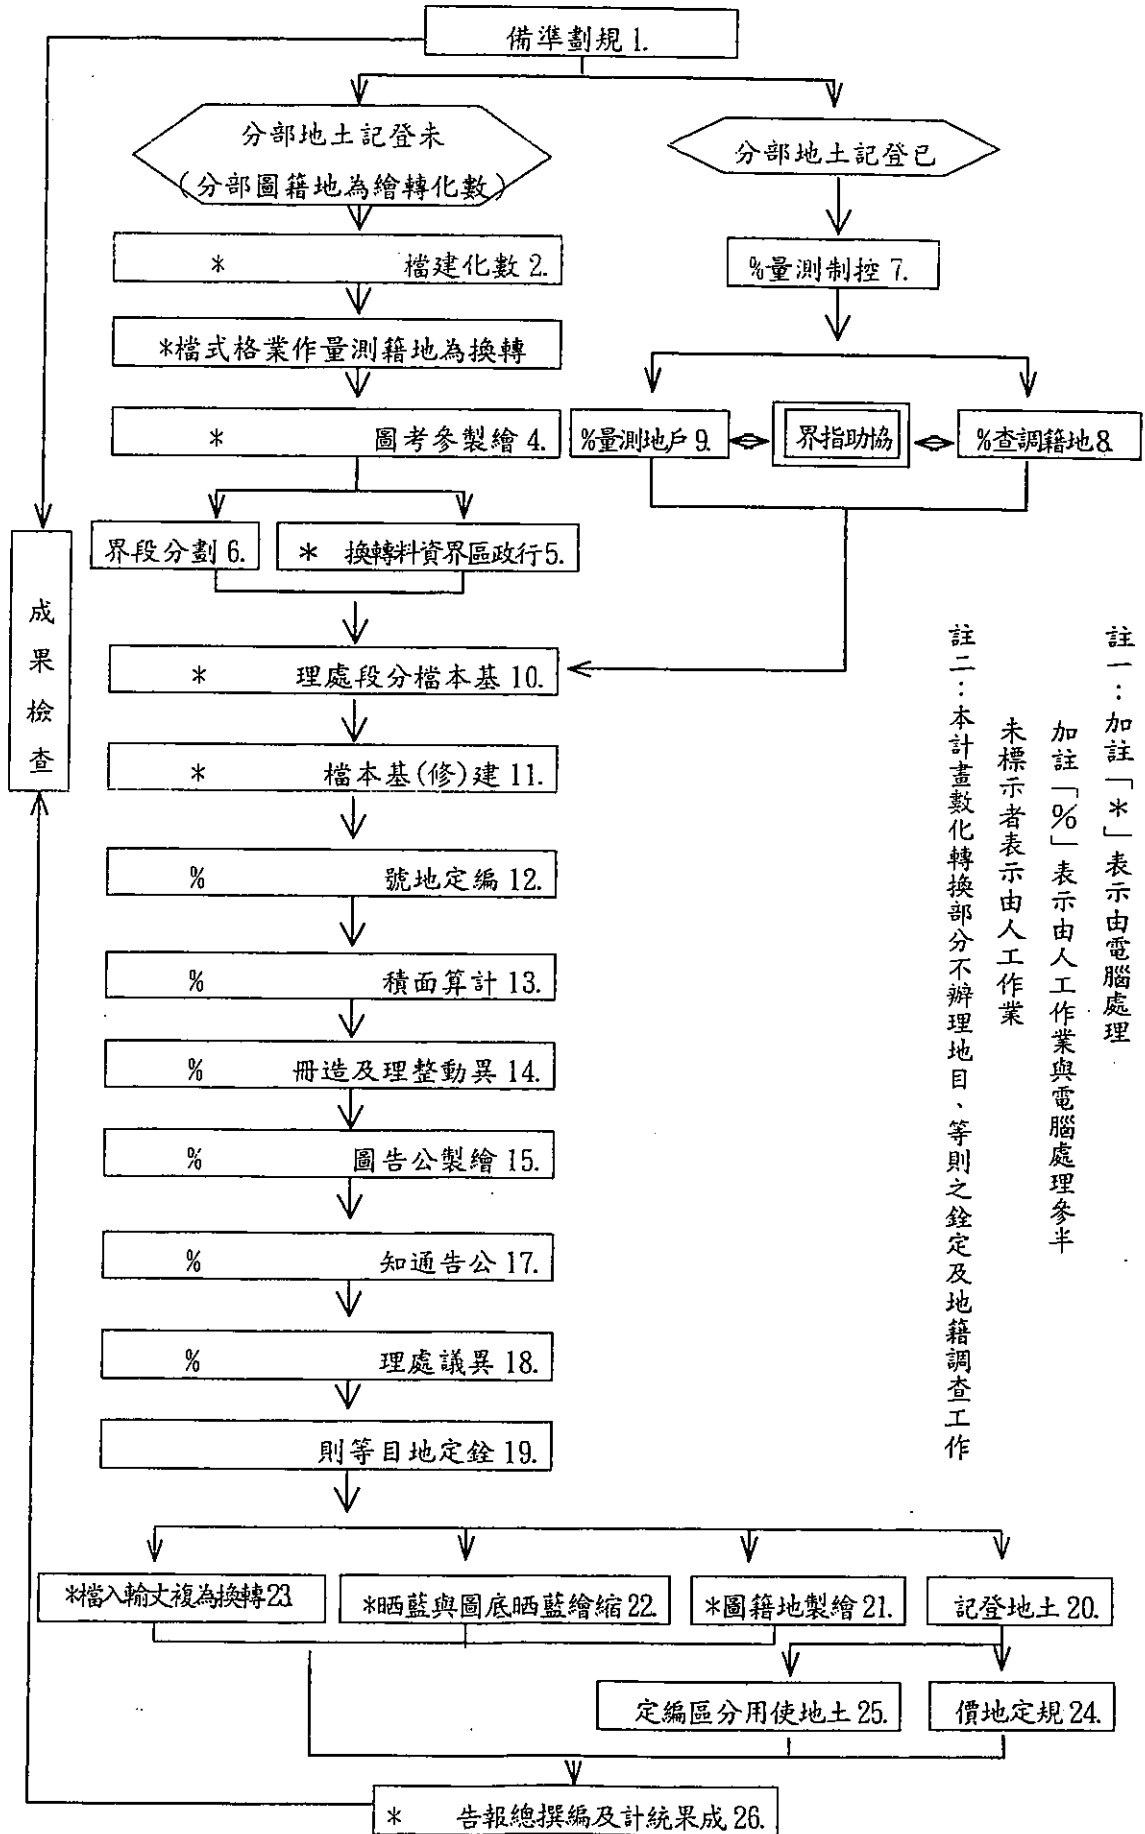 1.規劃準備
未登記土地部分
(數化轉繪為地籍圖部分)
已登記土地部分
2.數化建檔 *
7.控制測量%
轉換為地籍測量作業格式檔*
4.繪製參考圖 *
9.戶地測量%
協助指界
8.地籍調查%
6.劃分段界
5.行政區界資料轉換 *
成果檢查
10.基本檔分段處理 *
11.建(修)基本檔 *
12.編定地號 %
13.計算面積 %
14.異動整理及造冊 %
15.繪製公告圖 %
17.公告通知 %
18.異議處理 %
19.銓定地目等則
23.轉換為複丈輸入檔*
22.縮繪藍晒底圖與藍晒*
21.繪製地籍圖*
20.土地登記
25.土地使用分區編定
24.規定地價
26.成果統計及編撰總報告 *
註一：加註「*」表示由電腦處理
加註「%」表示由人工作業與電腦處理參半
未標示者表示由人工作業
註二：本計畫數化轉換部分不辦理地目、等則之銓定及地籍調查工作